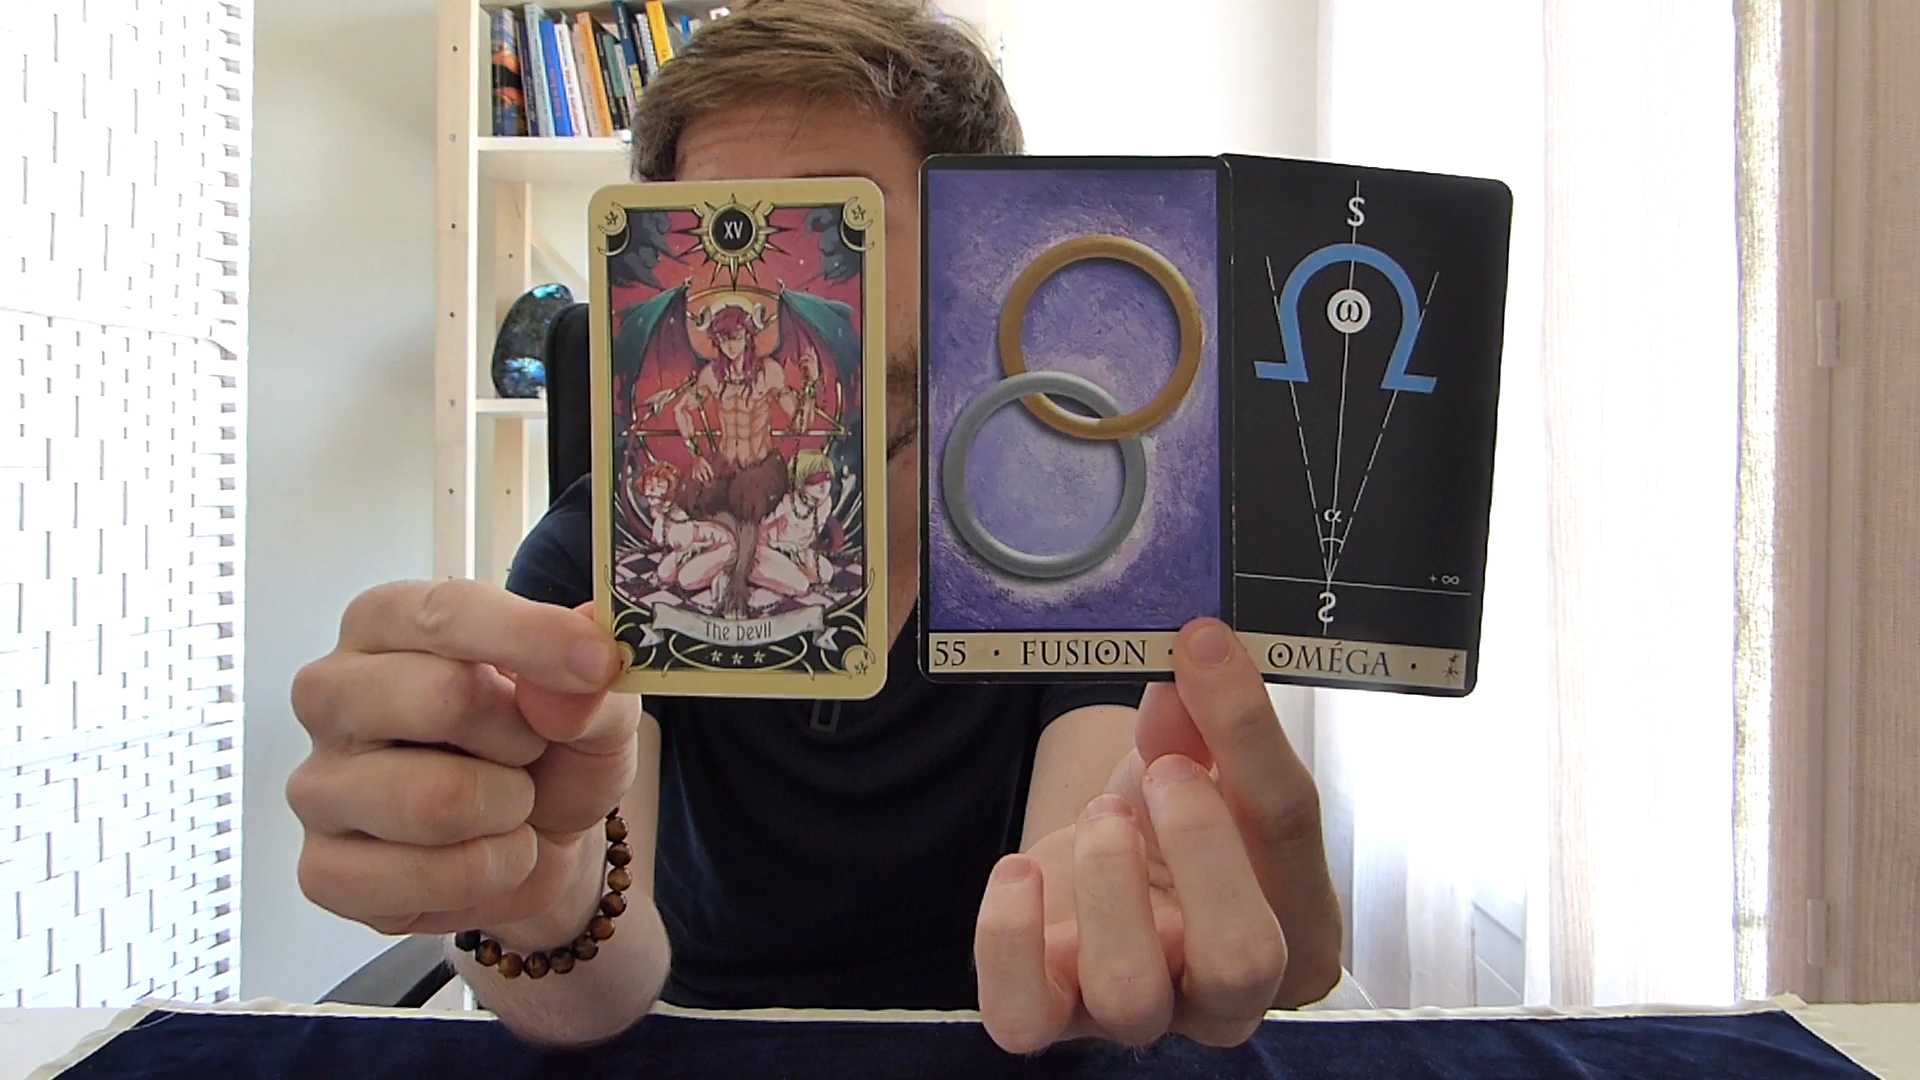 XV
The Devil
55 · FUSION ·
S
ω
α
+ ∞
S
OMÉGA ·